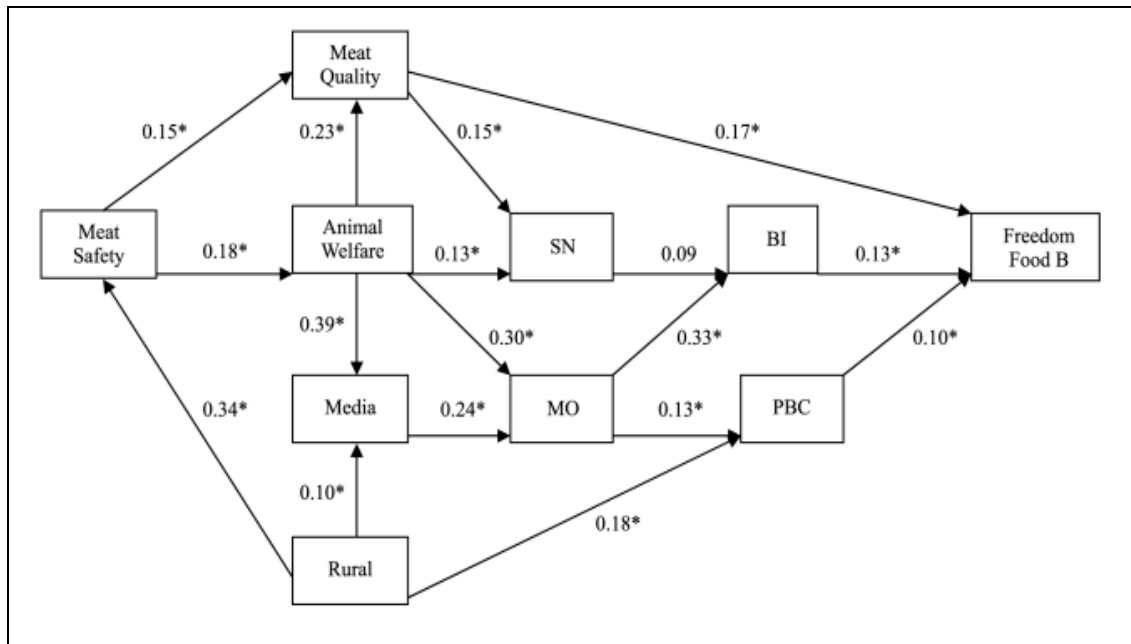 Meat
Quality
0.15*
0.23*
0.15*
0.17*
Meat
Safety
0.18*
Animal
Welfare
0.13*
SN
0.09
BI
0.13*
Freedom
Food B
0.39*
0.30*
0.33*
0.10*
0.34*
Media
0.24*
MO
0.13*
PBC
0.10*
0.18*
Rural